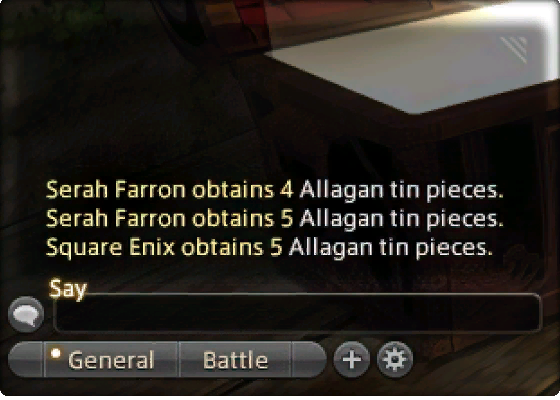 Serah Farron obtains 4 Allagan tin pieces.
Serah Farron obtains 5 Allagan tin pieces.
Square Enix obtains 5 Allagan tin pieces.
Say
General Battle